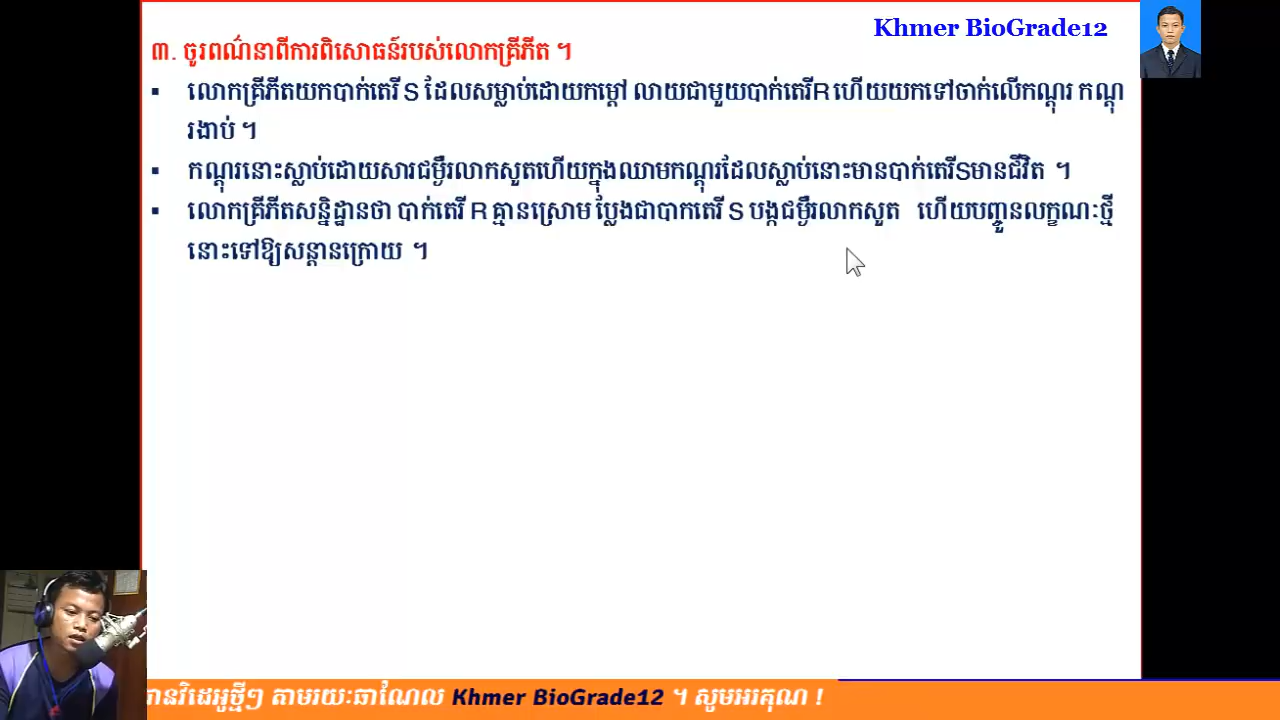 Khmer BioGrade12
៣. ចូរពណ៌នាពីការពិសោធន៍របស់លោកគ្រីភីត ។
▪ លោកគ្រីភីតយកបាក់តេរី S ដែលសម្លាប់ដោយកម្ដៅ លាយជាមួយបាក់តេរីR ហើយយកទៅចាក់លើកណ្ដុរ កណ្ដុ
រងាប់ ។
▪ កណ្ដុរនោះស្លាប់ដោយសារជម្ងឺរលាកសួតហើយក្នុងឈាមកណ្ដុរដែលស្លាប់នោះមានបាក់តេរីSមានជីវិត ។
▪ លោកគ្រីភីតសន្និដ្ឋានថា បាក់តេរី R គ្មានស្រោម ប្លែងជាបាកតេរី S បង្កជម្ងឺរលាកសួត ហើយបញ្ជូនលក្ខណៈថ្មី
នោះទៅឱ្យសន្តានក្រោយ ។
រានវិដេអូថ្មីៗ តាមរយៈឆាណែល Khmer BioGrade12 ។ សូមអរគុណ !